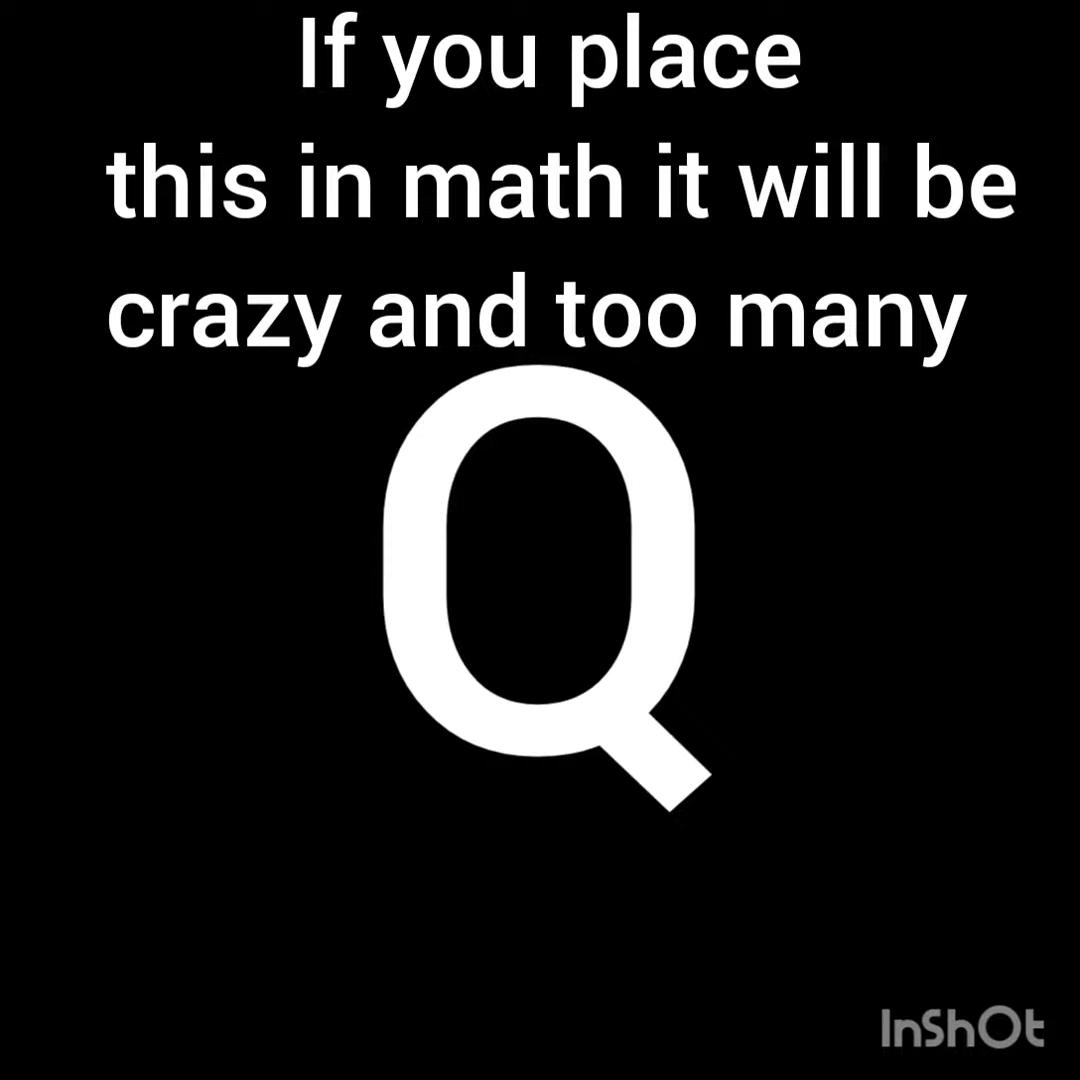 If you place
this in math it will be
crazy and too many
Q
InShOt